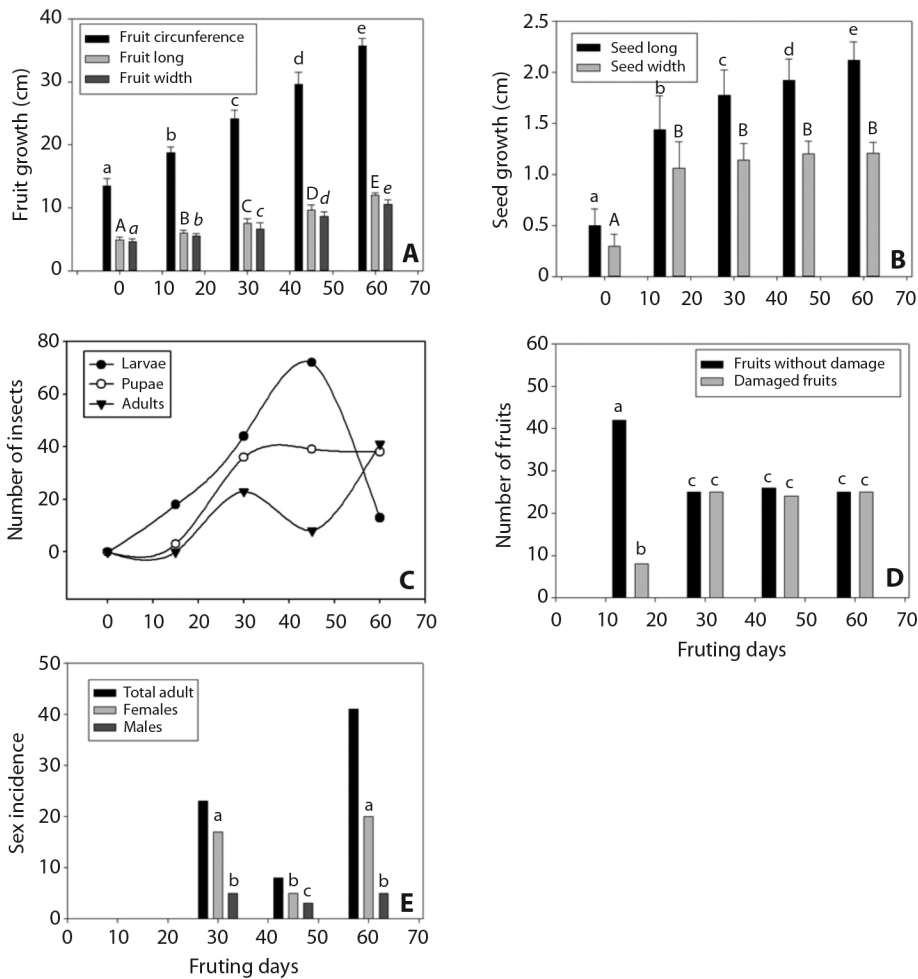 40
30
20
10
0
Fruit growth (cm)
Fruit circunference
Fruit long
Fruit width
a
b
c
d
e
A a
B b
C c
D d
E e
A
0 10 20 30 40 50 60 70
2.5
2.0
1.5
1.0
0.5
0
Seed growth (cm)
Seed long
Seed width
a
b
c
d
e
A
B
B
B
B
B
0 10 20 30 40 50 60 70
80
60
40
20
0
Number of insects
Larvae
Pupae
Adults
C
0 10 20 30 40 50 60 70
60
50
40
30
20
10
0
Number of fruits
Fruits without damage
Damaged fruits
a
b
c c
c c
c c
D
0 10 20 30 40 50 60 70
Fruting days
50
40
30
20
10
0
Sex incidence
Total adult
Females
Males
a
b
b
c
a
b
E
0 10 20 30 40 50 60 70
Fruting days